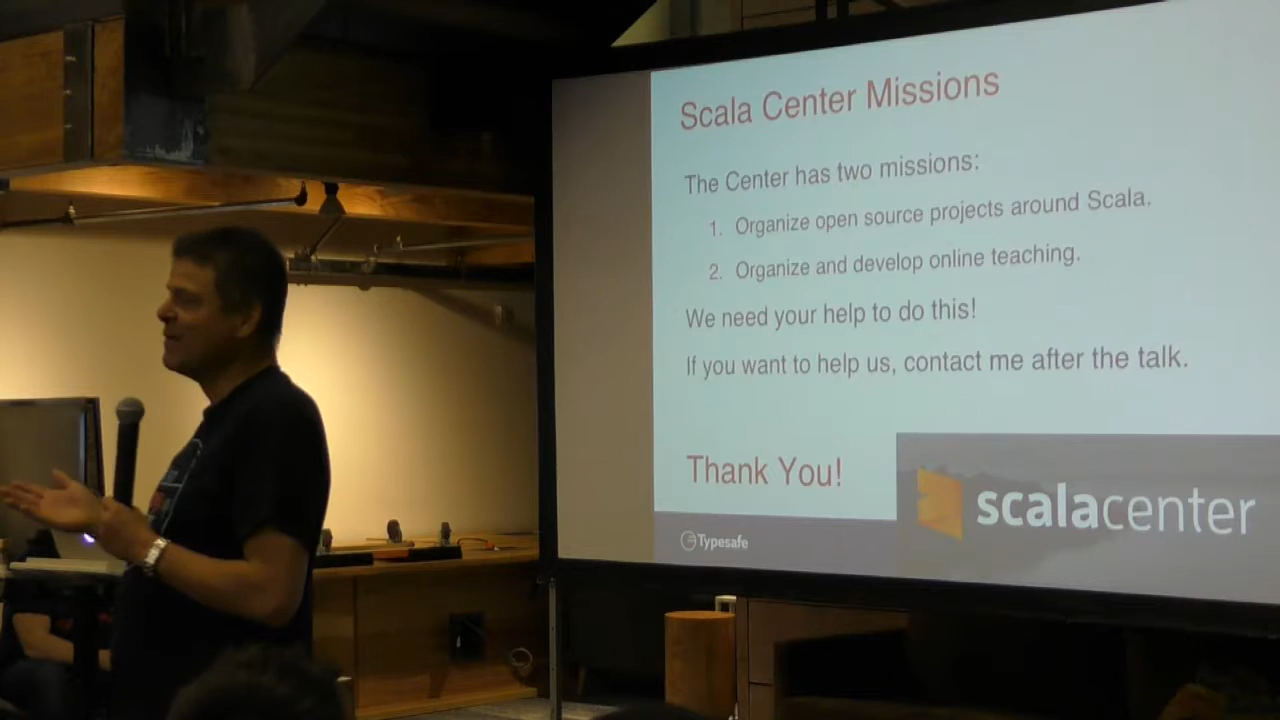 Scala Center Missions
The Center has two missions:
1. Organize open source projects around Scala.
2. Organize and develop online teaching.
We need your help to do this!
If you want to help us, contact me after the talk.
Thank You!
scalacenter
Typesafe